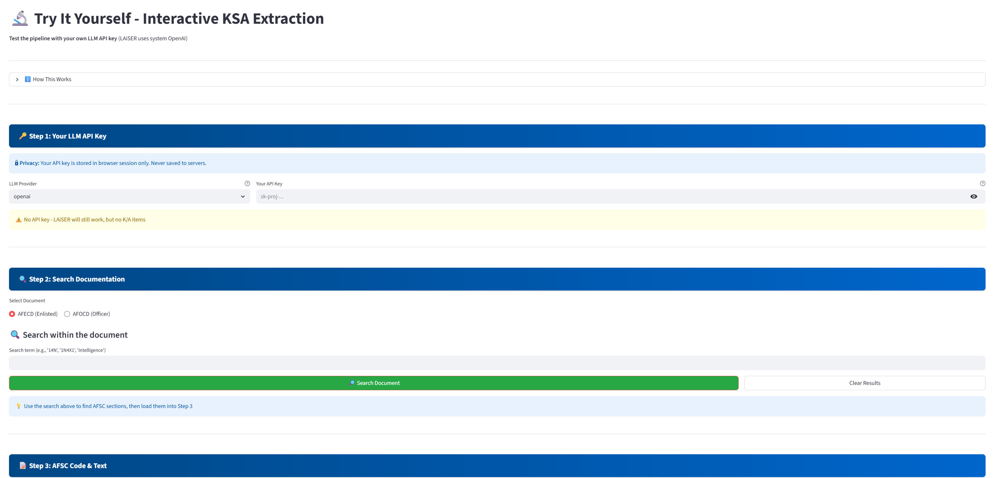 Try It Yourself - Interactive KSA Extraction
Test the pipeline with your own LLM API key (LAiSER uses system OpenAI)
How This Works
Step 1: Your LLM API Key
Privacy: Your API key is stored in browser session only. Never saved to servers.
LLM Provider
Your API Key
openai
sk-proj-...
No API key - LAiSER will still work, but no K/A items
Step 2: Search Documentation
Select Document
AFECD (Enlisted) AFOCD (Officer)
Search within the document
Search term (e.g., '14N', '1N4X1', 'Intelligence')
Search Document
Clear Results
Use the search above to find AFSC sections, then load them into Step 3
Step 3: AFSC Code & Text